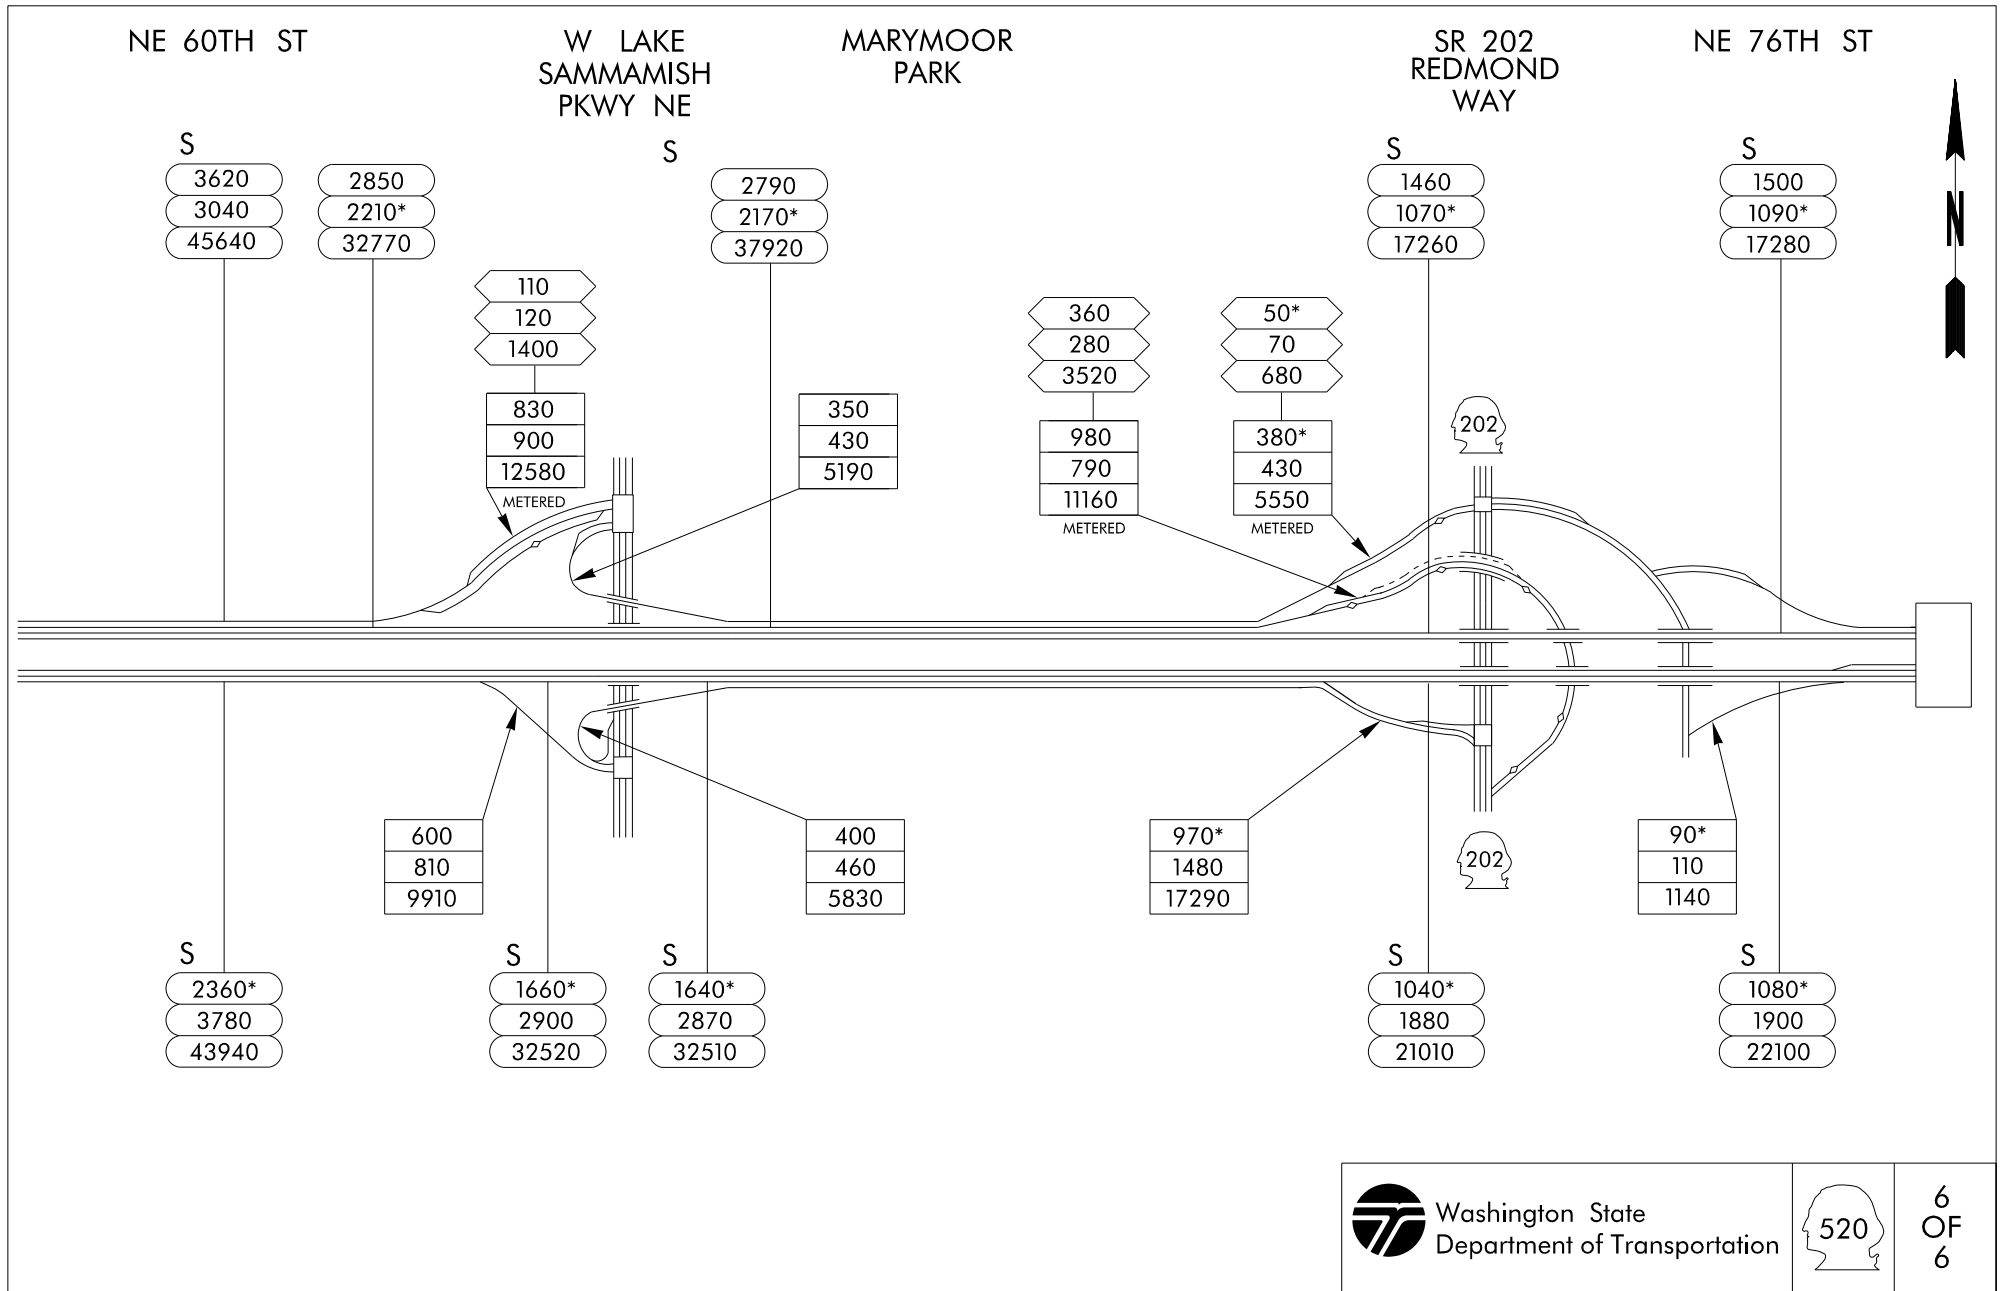 NE 60TH ST
W LAKE
SAMMAMISH
PKWY NE
MARYMOOR
PARK
SR 202
REDMOND
WAY
NE 76TH ST
S
3620
3040
45640
2850
2210*
32770
S
2790
2170*
37920
S
1460
1070*
17260
S
1500
1090*
17280
N
110
120
1400
830
900
12580
METERED
350
430
5190
360
280
3520
980
790
11160
METERED
50*
70
680
380*
430
5550
METERED
202
600
810
9910
400
460
5830
970*
1480
17290
202
90*
110
1140
S
2360*
3780
43940
S
1660*
2900
32520
S
1640*
2870
32510
S
1040*
1880
21010
S
1080*
1900
22100
Washington State
Department of Transportation
520
6
OF
6